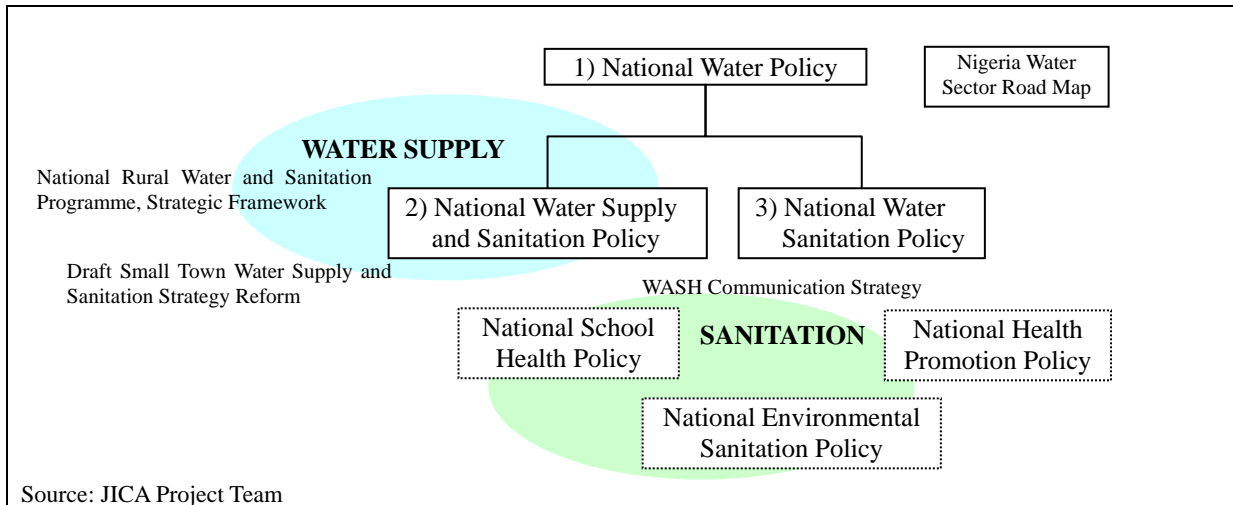 1) National Water Policy
Nigeria Water
Sector Road Map
WATER SUPPLY
National Rural Water and Sanitation
Programme, Strategic Framework
2) National Water Supply
and Sanitation Policy
3) National Water
Sanitation Policy
Draft Small Town Water Supply and
Sanitation Strategy Reform
WASH Communication Strategy
National School
Health Policy
SANITATION
National Health
Promotion Policy
National Environmental
Sanitation Policy
Source: JICA Project Team